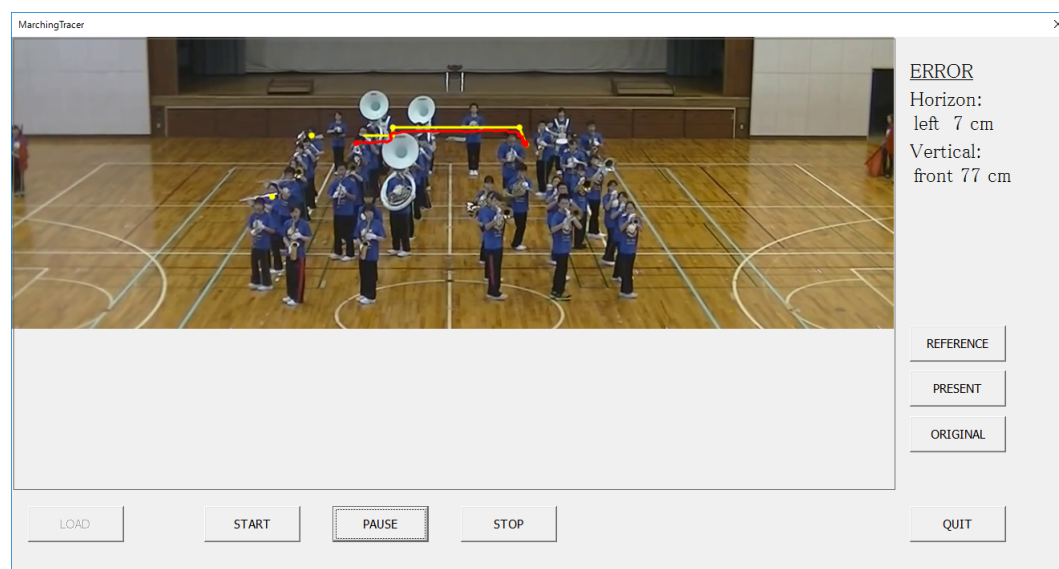 MarchingTracer
ERROR
Horizon:
left 7 cm
Vertical:
front 77 cm
REFERENCE
PRESENT
ORIGINAL
LOAD
START
PAUSE
STOP
QUIT